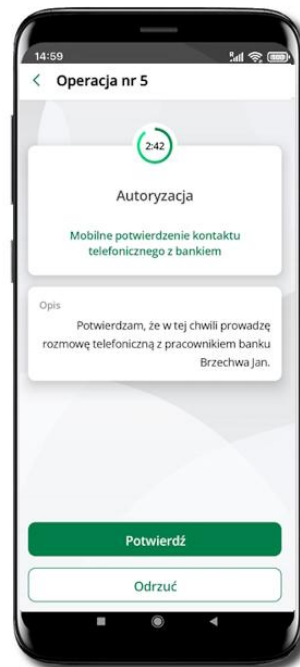 14:59
Operacja nr 5
2:42
Autoryzacja
Mobilne potwierdzenie kontaktu
telefonicznego z bankiem
Opis
Potwierdzam, że w tej chwili prowadzę
rozmowę telefoniczną z pracownikiem banku
Brzechwa Jan.
Potwierdź
Odrzuć